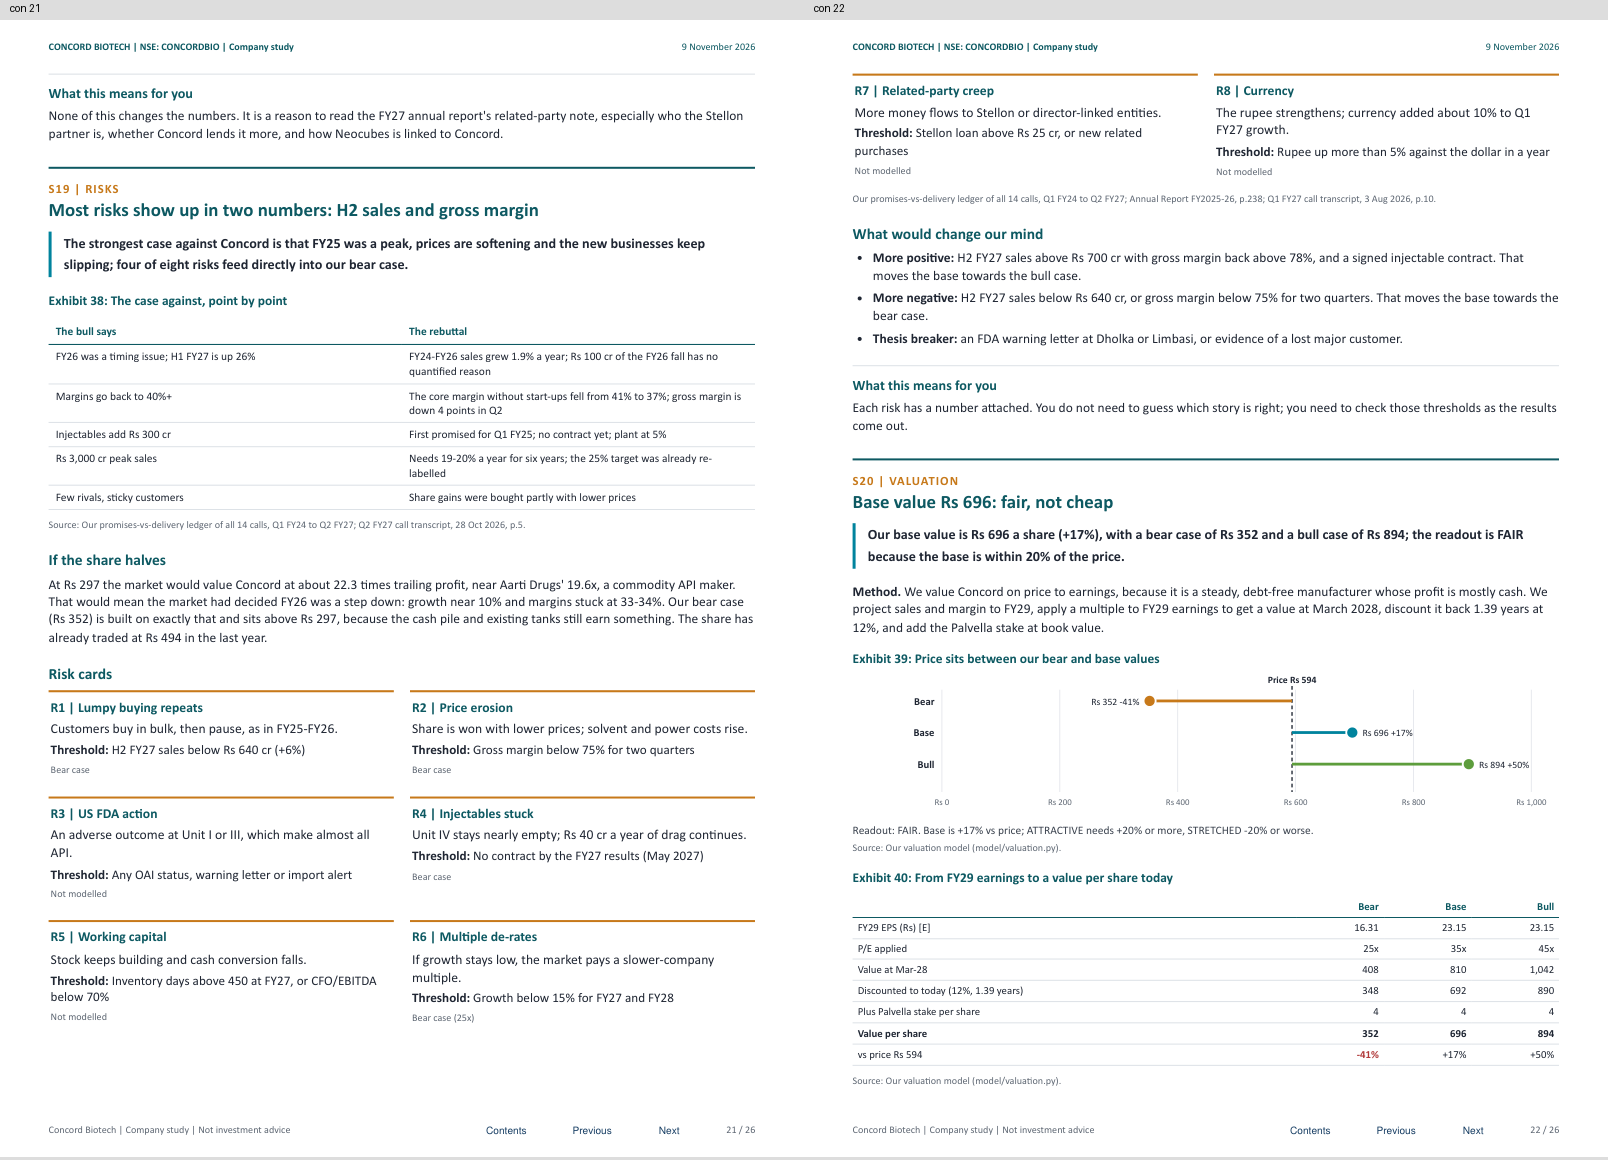 con 21
CONCORD BIOTECH | NSE: CONCORDBIO | Company study
9 November 2026
What this means for you
None of this changes the numbers. It is a reason to read the FY27 annual report's related-party note, especially who the Stellon
partner is, whether Concord lends it more, and how Neocubes is linked to Concord.
S19 | RISKS
Most risks show up in two numbers: H2 sales and gross margin
The strongest case against Concord is that FY25 was a peak, prices are softening and the new businesses keep
slipping; four of eight risks feed directly into our bear case.
Exhibit 38: The case against, point by point
The bull says
The rebuttal
FY26 was a timing issue; H1 FY27 is up 26%
FY24-FY26 sales grew 1.9% a year; Rs 100 cr of the FY26 fall has no
quantified reason
Margins go back to 40%+
The core margin without start-ups fell from 41% to 37%; gross margin is
down 4 points in Q2
Injectables add Rs 300 cr
First promised for Q1 FY25; no contract yet; plant at 5%
Rs 3,000 cr peak sales
Needs 19-20% a year for six years; the 25% target was already re-
labelled
Few rivals, sticky customers
Share gains were bought partly with lower prices
Source: Our promises-vs-delivery ledger of all 14 calls, Q1 FY24 to Q2 FY27; Q2 FY27 call transcript, 28 Oct 2026, p.5.
If the share halves
At Rs 297 the market would value Concord at about 22.3 times trailing profit, near Aarti Drugs' 19.6x, a commodity API maker.
That would mean the market had decided FY26 was a step down: growth near 10% and margins stuck at 33-34%. Our bear case
(Rs 352) is built on exactly that and sits above Rs 297, because the cash pile and existing tanks still earn something. The share has
already traded at Rs 494 in the last year.
Risk cards
R1 | Lumpy buying repeats
Customers buy in bulk, then pause, as in FY25-FY26.
Threshold: H2 FY27 sales below Rs 640 cr (+6%)
Bear case
R2 | Price erosion
Share is won with lower prices; solvent and power costs rise.
Threshold: Gross margin below 75% for two quarters
Bear case
R3 | US FDA action
An adverse outcome at Unit I or III, which make almost all
API.
Threshold: Any OAI status, warning letter or import alert
Not modelled
R4 | Injectables stuck
Unit IV stays nearly empty; Rs 40 cr a year of drag continues.
Threshold: No contract by the FY27 results (May 2027)
Bear case
R5 | Working capital
Stock keeps building and cash conversion falls.
Threshold: Inventory days above 450 at FY27, or CFO/EBITDA
below 70%
Not modelled
R6 | Multiple de-rates
If growth stays low, the market pays a slower-company
multiple.
Threshold: Growth below 15% for FY27 and FY28
Bear case (25x)
Concord Biotech | Company study | Not investment advice
Contents
Previous
Next
21 / 26
con 22
CONCORD BIOTECH | NSE: CONCORDBIO | Company study
9 November 2026
R7 | Related-party creep
More money flows to Stellon or director-linked entities.
Threshold: Stellon loan above Rs 25 cr, or new related
purchases
Not modelled
R8 | Currency
The rupee strengthens; currency added about 10% to Q1
FY27 growth.
Threshold: Rupee up more than 5% against the dollar in a year
Not modelled
Our promises-vs-delivery ledger of all 14 calls, Q1 FY24 to Q2 FY27; Annual Report FY2025-26, p.238; Q1 FY27 call transcript, 3 Aug 2026, p.10.
What would change our mind
• More positive: H2 FY27 sales above Rs 700 cr with gross margin back above 78%, and a signed injectable contract. That
moves the base towards the bull case.
• More negative: H2 FY27 sales below Rs 640 cr, or gross margin below 75% for two quarters. That moves the base towards the
bear case.
• Thesis breaker: an FDA warning letter at Dholka or Limbasi, or evidence of a lost major customer.
What this means for you
Each risk has a number attached. You do not need to guess which story is right; you need to check those thresholds as the results
come out.
S20 | VALUATION
Base value Rs 696: fair, not cheap
Our base value is Rs 696 a share (+17%), with a bear case of Rs 352 and a bull case of Rs 894; the readout is FAIR
because the base is within 20% of the price.
Method. We value Concord on price to earnings, because it is a steady, debt-free manufacturer whose profit is mostly cash. We
project sales and margin to FY29, apply a multiple to FY29 earnings to get a value at March 2028, discount it back 1.39 years at
12%, and add the Palvella stake at book value.
Exhibit 39: Price sits between our bear and base values
Price Rs 594
Bear
Rs 352 -41%
Base
Rs 696 +17%
Bull
Rs 894 +50%
Rs 0
Rs 200
Rs 400
Rs 600
Rs 800
Rs 1,000
Readout: FAIR. Base is +17% vs price; ATTRACTIVE needs +20% or more, STRETCHED -20% or worse.
Source: Our valuation model (model/valuation.py).
Exhibit 40: From FY29 earnings to a value per share today
Bear Base Bull
FY29 EPS (Rs) [E] 16.31 23.15 23.15
P/E applied 25x 35x 45x
Value at Mar-28 408 810 1,042
Discounted to today (12%, 1.39 years) 348 692 890
Plus Palvella stake per share 4 4 4
Value per share 352 696 894
vs price Rs 594 -41% +17% +50%
Source: Our valuation model (model/valuation.py).
Concord Biotech | Company study | Not investment advice
Contents
Previous
Next
22 / 26